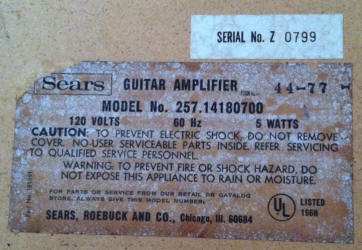 SERIAL No. Z 0799
Sears GUITAR AMPLIFIER 44-77
MODEL No. 257.14180700
120 VOLTS 60 Hz 5 WATTS
CAUTION: TO PREVENT ELECTRIC SHOCK, DO NOT REMOVE
COVER. NO USER SERVICEABLE PARTS INSIDE. REFER SERVICING
TO QUALIFIED SERVICE PERSONNEL.
WARNING: TO PREVENT FIRE OR SHOCK HAZARD, DO
NOT EXPOSE THIS APPLIANCE TO RAIN OR MOISTURE.
FOR PARTS OR SERVICE FROM OUR RETAIL OR CATALOG
STORE, ALWAYS GIVE THIS MODEL NUMBER.
SEARS, ROEBUCK AND CO., Chicago, Ill. 60684
UL LISTED
Part No.